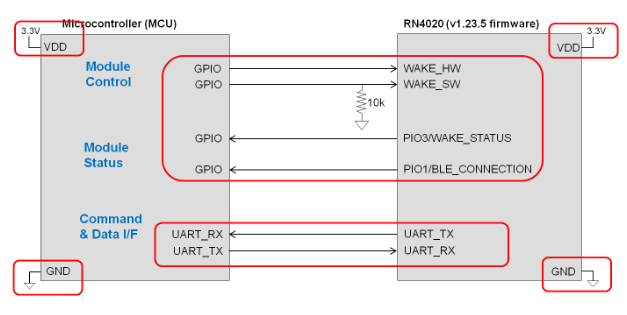 Microcontroller (MCU)
RN4020 (v1.23.5 firmware)
3.3V
3.3V
VDD
VDD
Module
Control
GPIO
WAKE_HW
GPIO
WAKE_SW
10k
Module
Status
GPIO
PIO3/WAKE_STATUS
GPIO
PIO1/BLE_CONNECTION
Command
& Data I/F
UART_RX
UART_TX
UART_TX
UART_RX
GND
GND